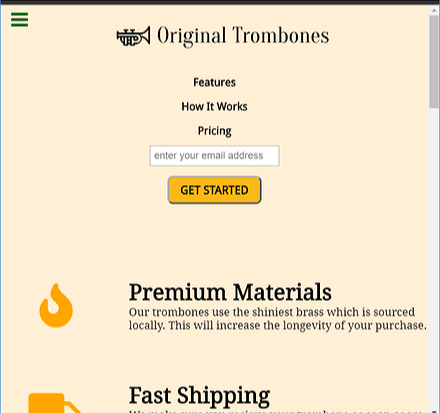 Original Trombones
Features
How It Works
Pricing
enter your email address
GET STARTED
Premium Materials
Our trombones use the shiniest brass which is sourced
locally. This will increase the longevity of your purchase.
Fast Shipping